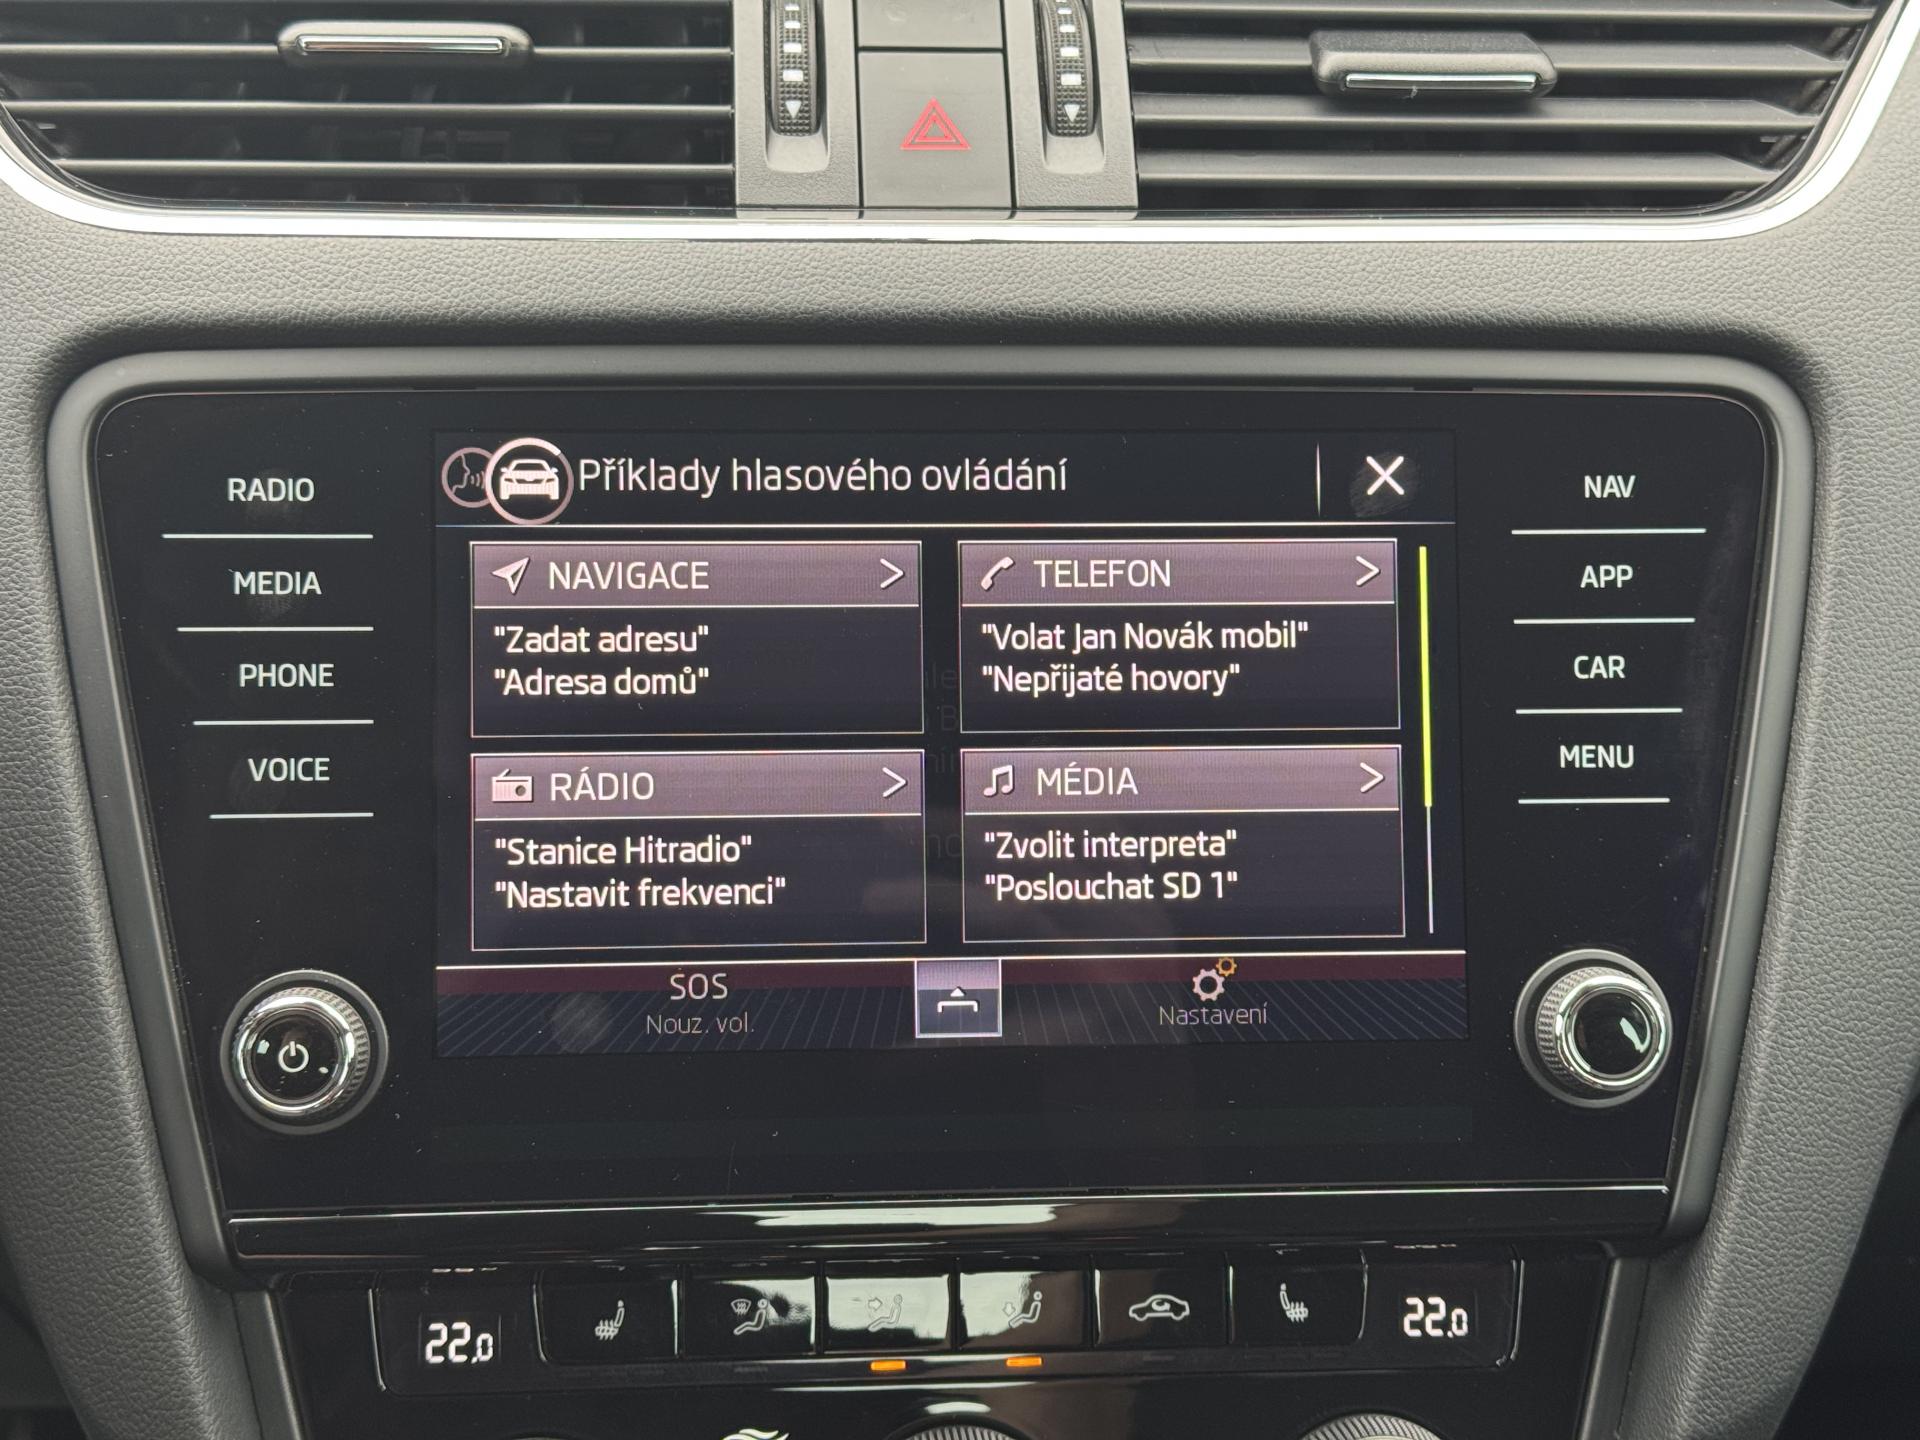 Příklady hlasového ovládání
RADIO
MEDIA
PHONE
VOICE
NAVIGACE
"Zadat adresu"
"Adresa domů"
TELEFON
"Volat Jan Novák mobil"
"Nepřijaté hovory"
RÁDIO
"Stanice Hitradio"
"Nastavit frekvenci"
MÉDIA
"Zvolit interpreta"
"Poslouchat SD 1"
SOS
Nouz. vol.
Nastavení
NAV
APP
CAR
MENU
22.0
22.0